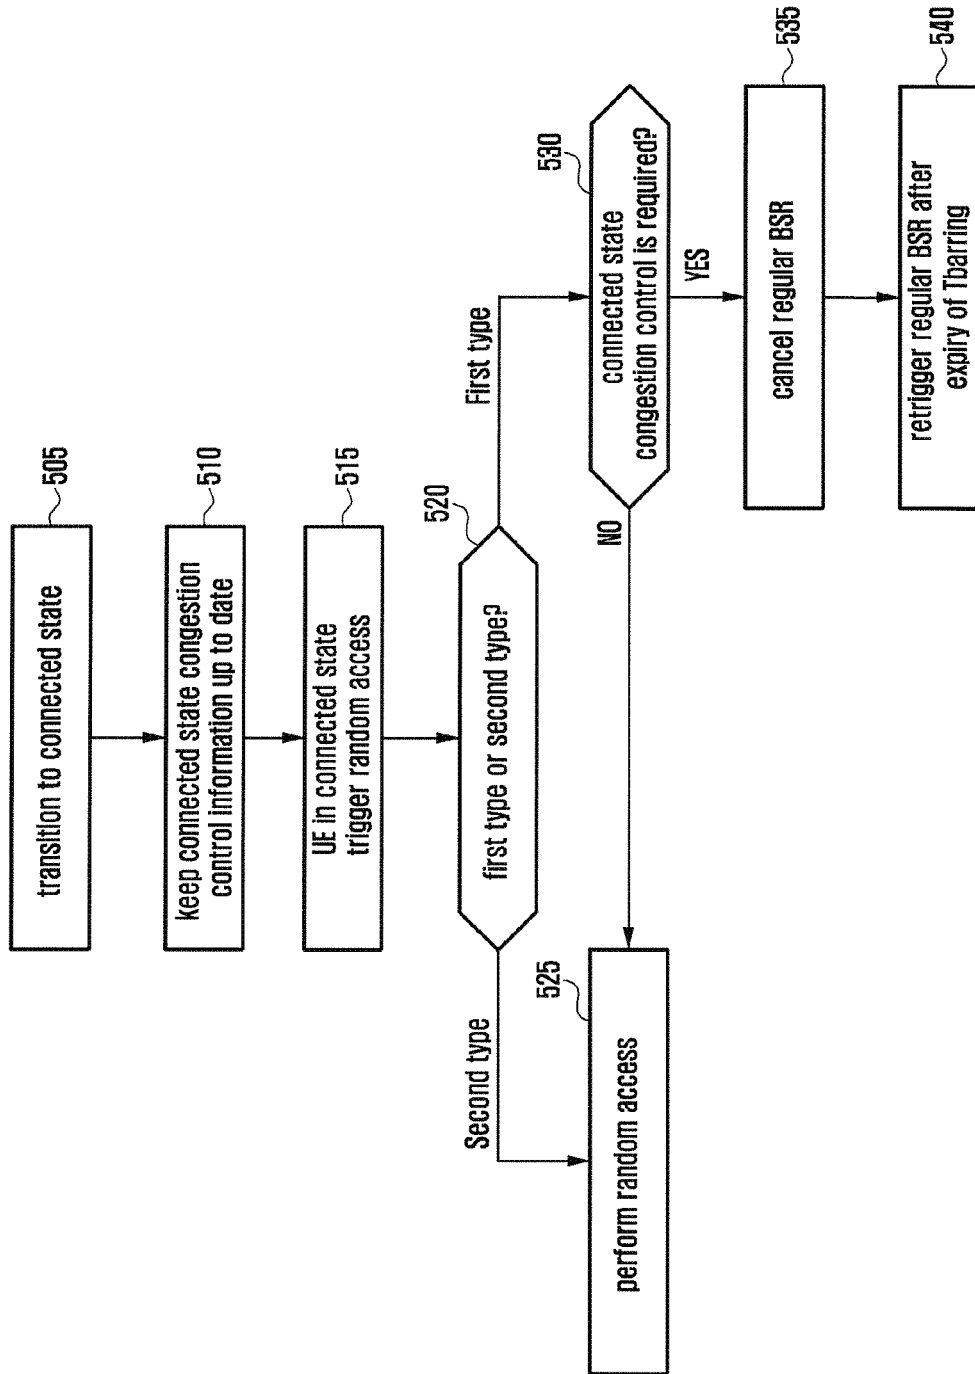 505
transition to connected state
510
keep connected state congestion
control information up to date
515
UE in connected state
trigger random access
520
first type or second type?
Second type
First type
525
perform random access
530
connected state
congestion control is required?
NO
YES
535
cancel regular BSR
540
retrigger regular BSR after
expiry of Tbarring